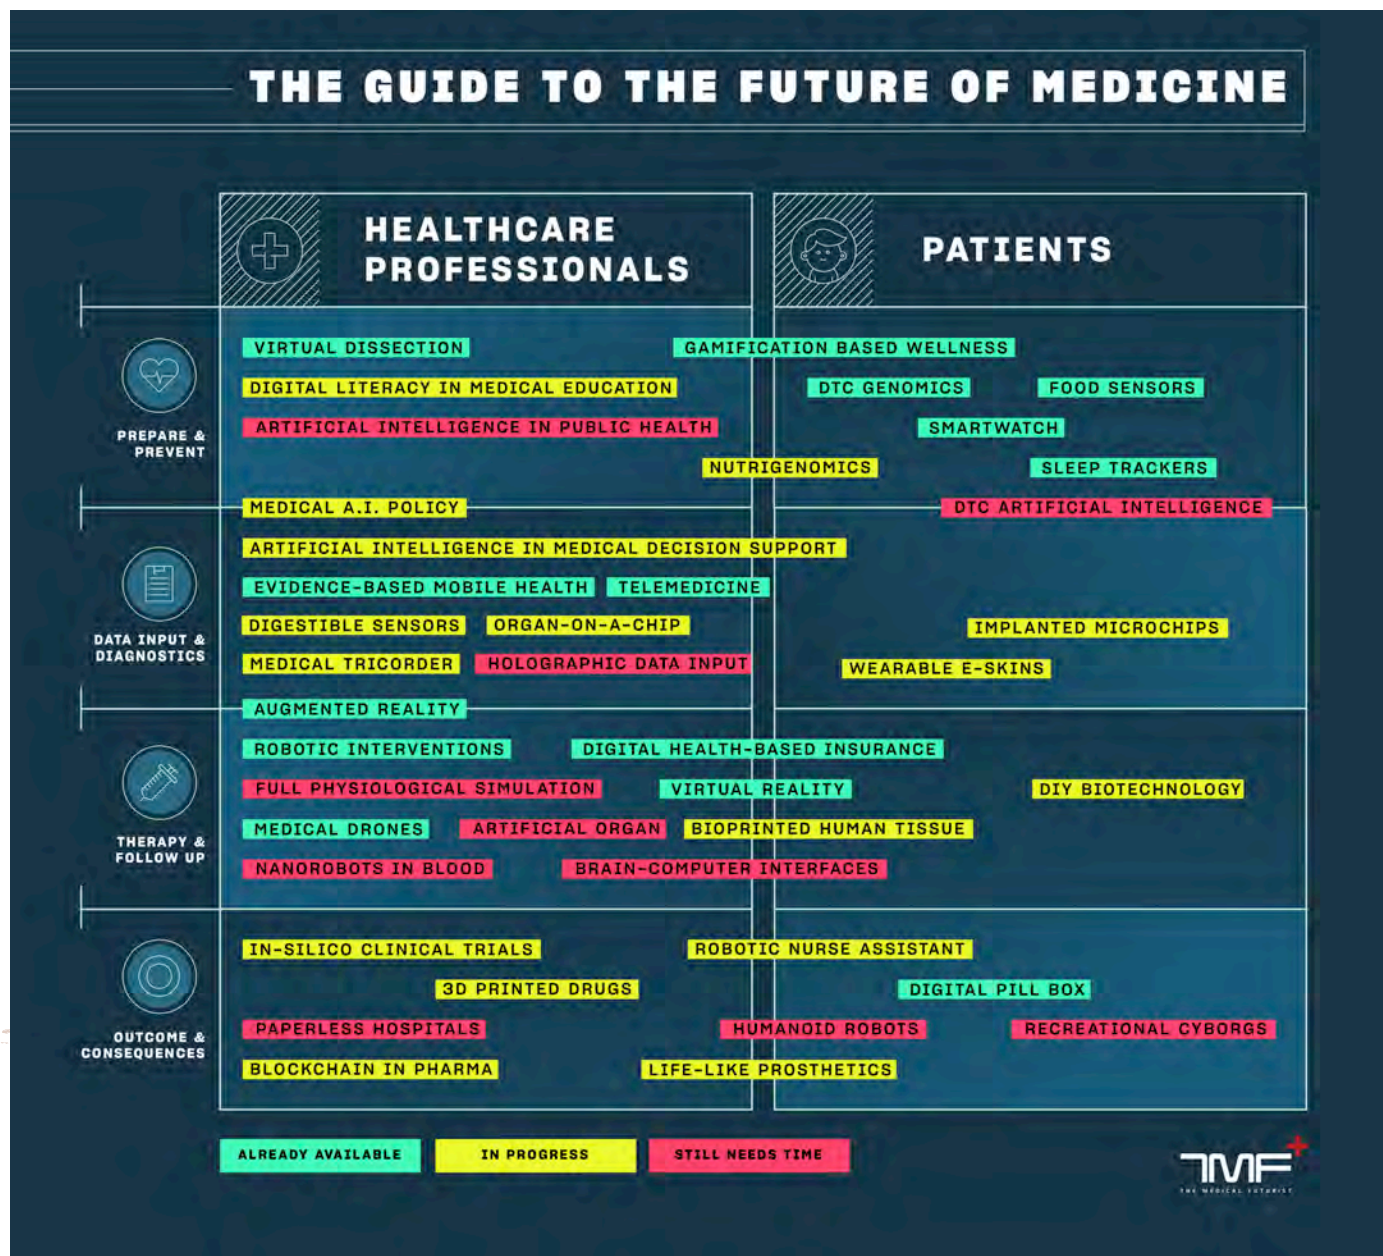 THE GUIDE TO THE FUTURE OF MEDICINE
HEALTHCARE
PROFESSIONALS
PATIENTS
PREPARE &
PREVENT
VIRTUAL DISSECTION
GAMIFICATION BASED WELLNESS
DIGITAL LITERACY IN MEDICAL EDUCATION
DTC GENOMICS
FOOD SENSORS
ARTIFICIAL INTELLIGENCE IN PUBLIC HEALTH
SMARTWATCH
NUTRIGENOMICS
SLEEP TRACKERS
MEDICAL A.I. POLICY
DTC ARTIFICIAL INTELLIGENCE
DATA INPUT &
DIAGNOSTICS
ARTIFICIAL INTELLIGENCE IN MEDICAL DECISION SUPPORT
EVIDENCE-BASED MOBILE HEALTH
TELEMEDICINE
DIGESTIBLE SENSORS
ORGAN-ON-A-CHIP
IMPLANTED MICROCHIPS
MEDICAL TRICORDER
HOLOGRAPHIC DATA INPUT
WEARABLE E-SKINS
AUGMENTED REALITY
THERAPY &
FOLLOW UP
ROBOTIC INTERVENTIONS
DIGITAL HEALTH-BASED INSURANCE
FULL PHYSIOLOGICAL SIMULATION
VIRTUAL REALITY
DIY BIOTECHNOLOGY
MEDICAL DRONES
ARTIFICIAL ORGAN
BIOPRINTED HUMAN TISSUE
NANOROBOTS IN BLOOD
BRAIN-COMPUTER INTERFACES
OUTCOME &
CONSEQUENCES
IN-SILICO CLINICAL TRIALS
ROBOTIC NURSE ASSISTANT
3D PRINTED DRUGS
DIGITAL PILL BOX
PAPERLESS HOSPITALS
HUMANOID ROBOTS
RECREATIONAL CYBORGS
BLOCKCHAIN IN PHARMA
LIFE-LIKE PROSTHETICS
ALREADY AVAILABLE
IN PROGRESS
STILL NEEDS TIME
TMF
THE MEDICAL FUTURIST